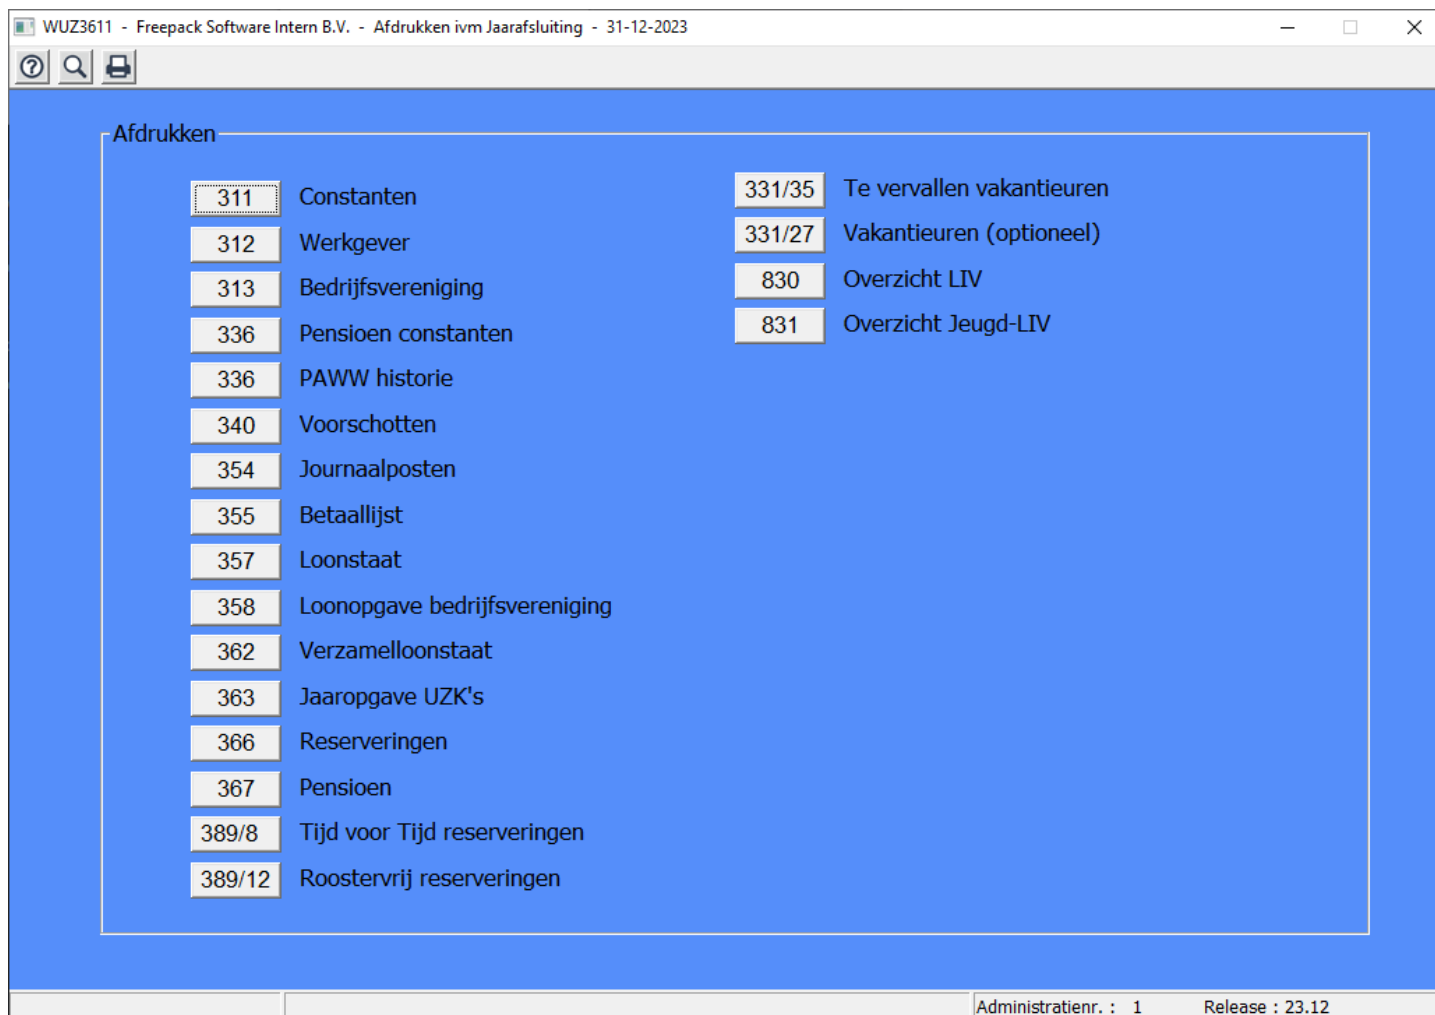 WUZ3611 - Freepack Software Intern B.V. - Afdrukken ivm Jaarafsluiting - 31-12-2023
Afdrukken
311 Constanten
312 Werkgever
313 Bedrijfsvereniging
336 Pensioen constanten
336 PAWW historie
340 Voorschotten
354 Journaalposten
355 Betaallijst
357 Loonstaat
358 Loonopgave bedrijfsvereniging
362 Verzamelloonstaat
363 Jaaropgave UZK's
366 Reserveringen
367 Pensioen
389/8 Tijd voor Tijd reserveringen
389/12 Roostervrij reserveringen
331/35 Te vervallen vakantieuren
331/27 Vakantieuren (optioneel)
830 Overzicht LIV
831 Overzicht Jeugd-LIV
Administratienr. : 1 Release : 23.12